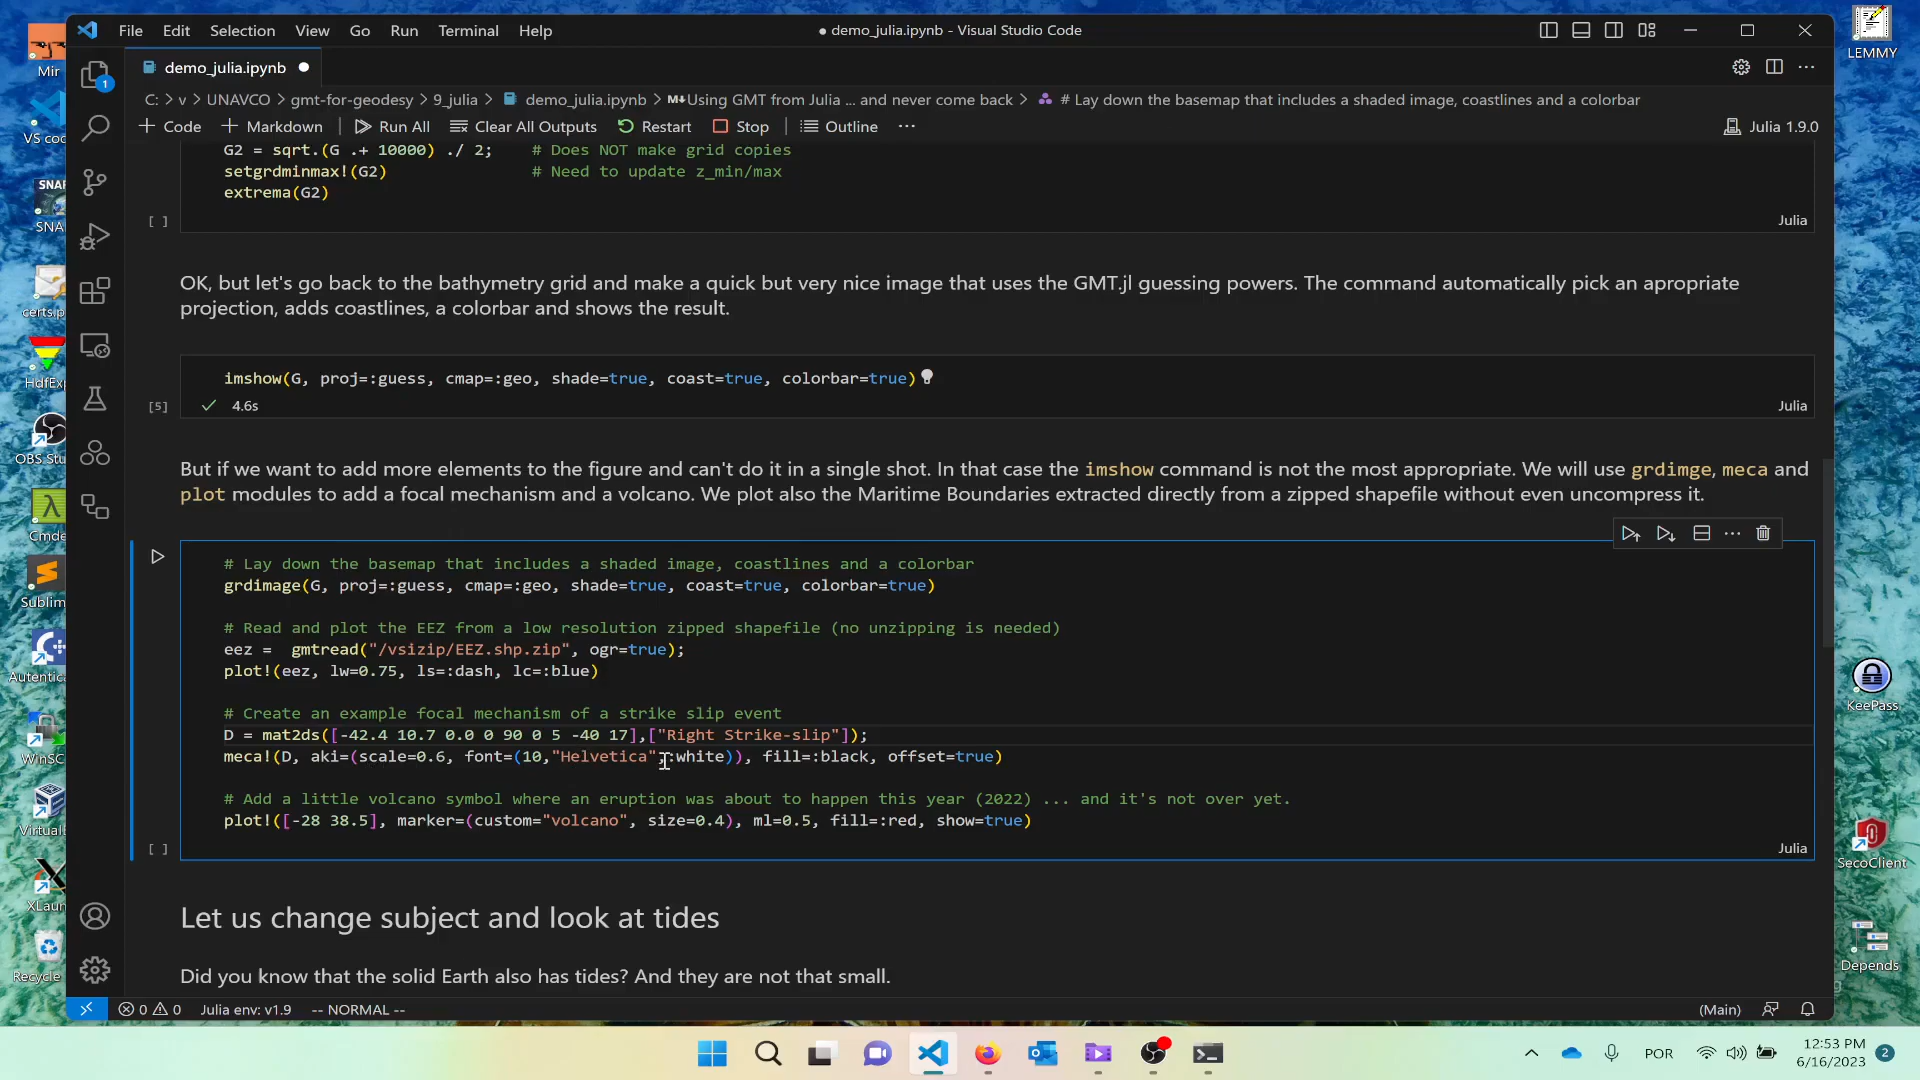 File Edit Selection View Go Run Terminal Help
● demo_julia.ipynb - Visual Studio Code
demo_julia.ipynb ●
C: > v > UNAVCO > gmt-for-geodesy > 9_julia > demo_julia.ipynb > M↓Using GMT from Julia ... and never come back > # Lay down the basemap that includes a shaded image, coastlines and a colorbar
+ Code + Markdown | Run All Clear All Outputs Restart Stop | Outline ...
Julia 1.9.0
G2 = sqrt.(G .+ 10000) ./ 2; # Does NOT make grid copies
setgrdminmax!(G2) # Need to update z_min/max
extrema(G2)
[ ]
Julia
OK, but let's go back to the bathymetry grid and make a quick but very nice image that uses the GMT.jl guessing powers. The command automatically pick an apropriate
projection, adds coastlines, a colorbar and shows the result.
imshow(G, proj=:guess, cmap=:geo, shade=true, coast=true, colorbar=true)
[5] ✓ 4.6s
Julia
But if we want to add more elements to the figure and can't do it in a single shot. In that case the imshow command is not the most appropriate. We will use grdimge, meca and
plot modules to add a focal mechanism and a volcano. We plot also the Maritime Boundaries extracted directly from a zipped shapefile without even uncompress it.
# Lay down the basemap that includes a shaded image, coastlines and a colorbar
grdimage(G, proj=:guess, cmap=:geo, shade=true, coast=true, colorbar=true)
# Read and plot the EEZ from a low resolution zipped shapefile (no unzipping is needed)
eez = gmtread("/vsizip/EEZ.shp.zip", ogr=true);
plot!(eez, lw=0.75, ls=:dash, lc=:blue)
# Create an example focal mechanism of a strike slip event
D = mat2ds([-42.4 10.7 0.0 0 90 0 5 -40 17],["Right Strike-slip"]);
meca!(D, aki=(scale=0.6, font=(10,"Helvetica",:white)), fill=:black, offset=true)
# Add a little volcano symbol where an eruption was about to happen this year (2022) ... and it's not over yet.
plot!([-28 38.5], marker=(custom="volcano", size=0.4), ml=0.5, fill=:red, show=true)
[ ]
Julia
Let us change subject and look at tides
Did you know that the solid Earth also has tides? And they are not that small.
0 0 Julia env: v1.9 -- NORMAL --
(Main)
1
Mir
VS co
SNA
SNA
certs.p
HdfExp
OBS Stu
Cmde
Sublim
Autentica
WinSC
Virtual
XLaun
Recycle
LEMMY
KeePass
SecoClient
Depends
POR
12:53 PM
6/16/2023
2